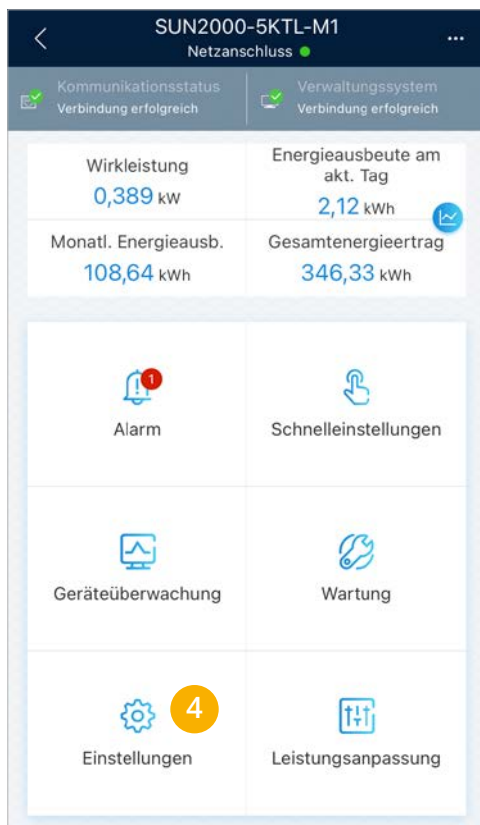 SUN2000-5KTL-M1
Netzanschluss
...
Kommunikationsstatus
Verbindung erfolgreich
Verwaltungssystem
Verbindung erfolgreich
Wirkleistung
0,389 kW
Energieausbeute am
akt. Tag
2,12 kWh
Monatl. Energieausb.
108,64 kWh
Gesamtenergieertrag
346,33 kWh
1
Alarm
Schnelleinstellungen
Geräteüberwachung
Wartung
4
Einstellungen
Leistungsanpassung